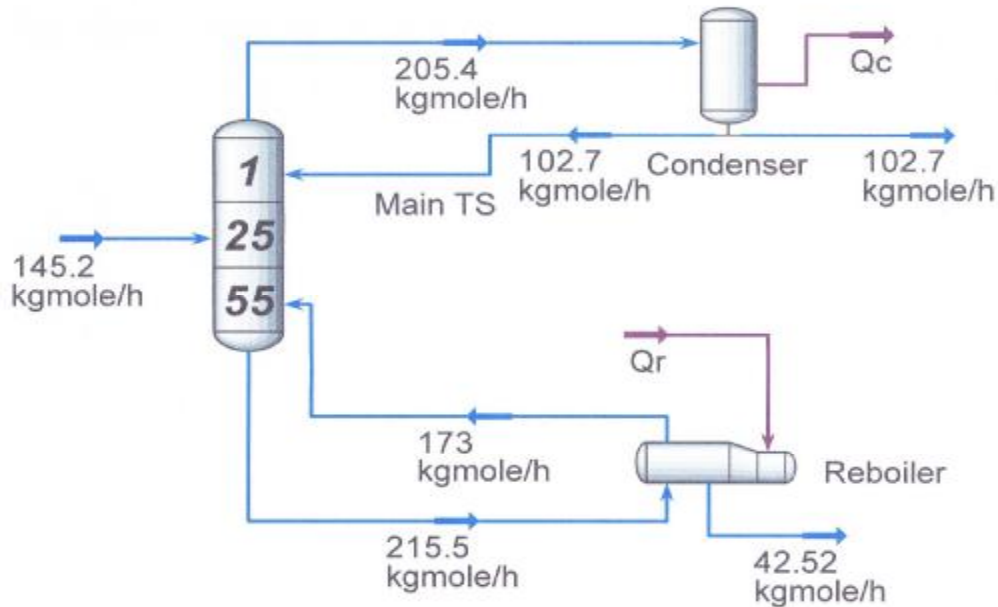 205.4
kgmole/h
Qc
1
Main TS
102.7
kgmole/h
Condenser
102.7
kgmole/h
25
145.2
kgmole/h
55
Qr
173
kgmole/h
Reboiler
215.5
kgmole/h
42.52
kgmole/h